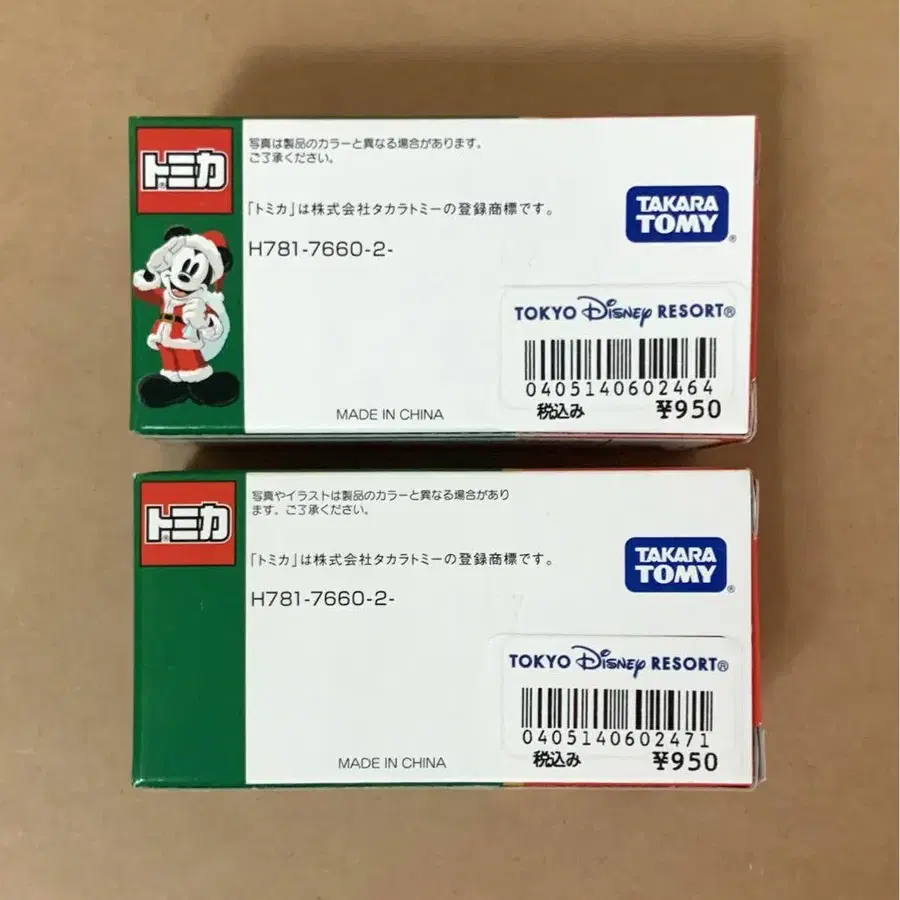 トミカ®
写真は製品のカラーと異なる場合があります。
ご了承ください。
「トミカ」は株式会社タカラトミーの登録商標です。
TAKARA
TOMY®
H781-7660-2-
TOKYO Disney RESORT®
0405140602464
税込み ¥950
MADE IN CHINA
トミカ®
写真やイラストは製品のカラーと異なる場合があり
ます。ご了承ください。
「トミカ」は株式会社タカラトミーの登録商標です。
TAKARA
TOMY®
H781-7660-2-
TOKYO Disney RESORT®
0405140602471
税込み ¥950
MADE IN CHINA